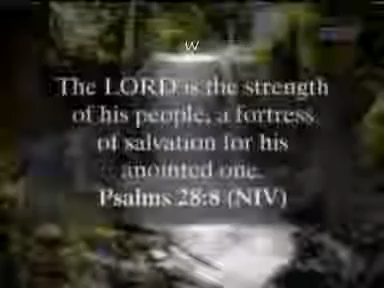 w
The LORD is the strength
of his people, a fortress
of salvation for his
anointed one.
Psalms 28:8 (NIV)